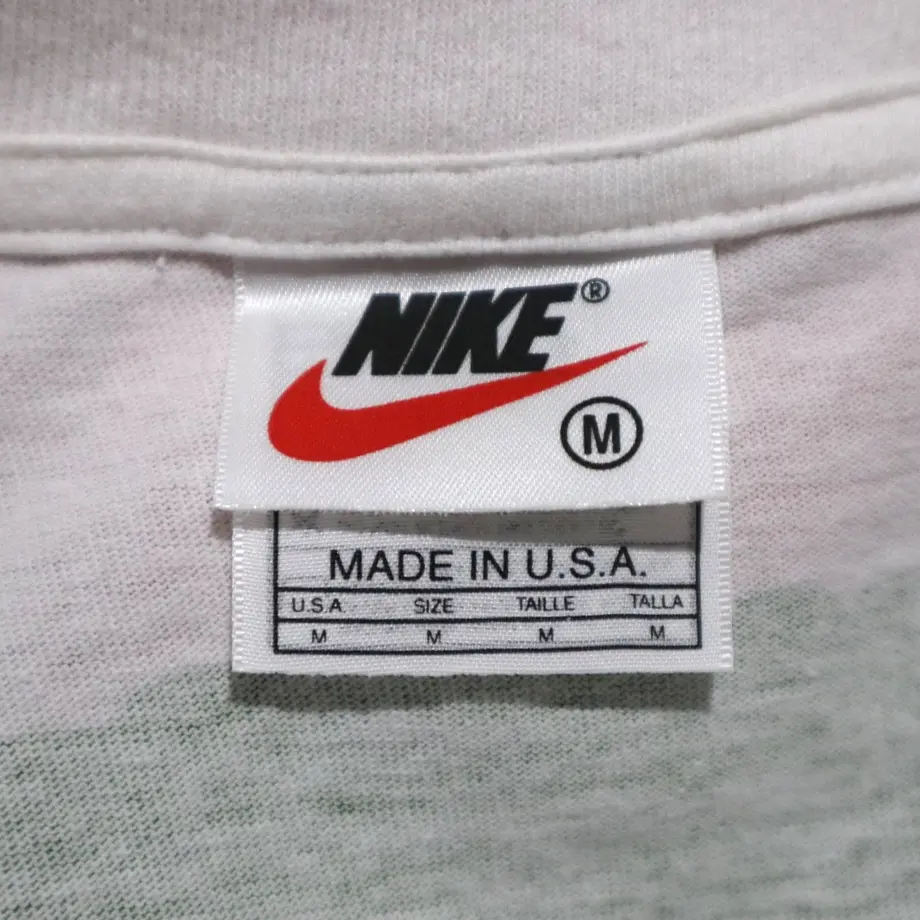 NIKE®
M
MADE IN U.S.A.
U.S.A SIZE TAILLE TALLA
M M M M